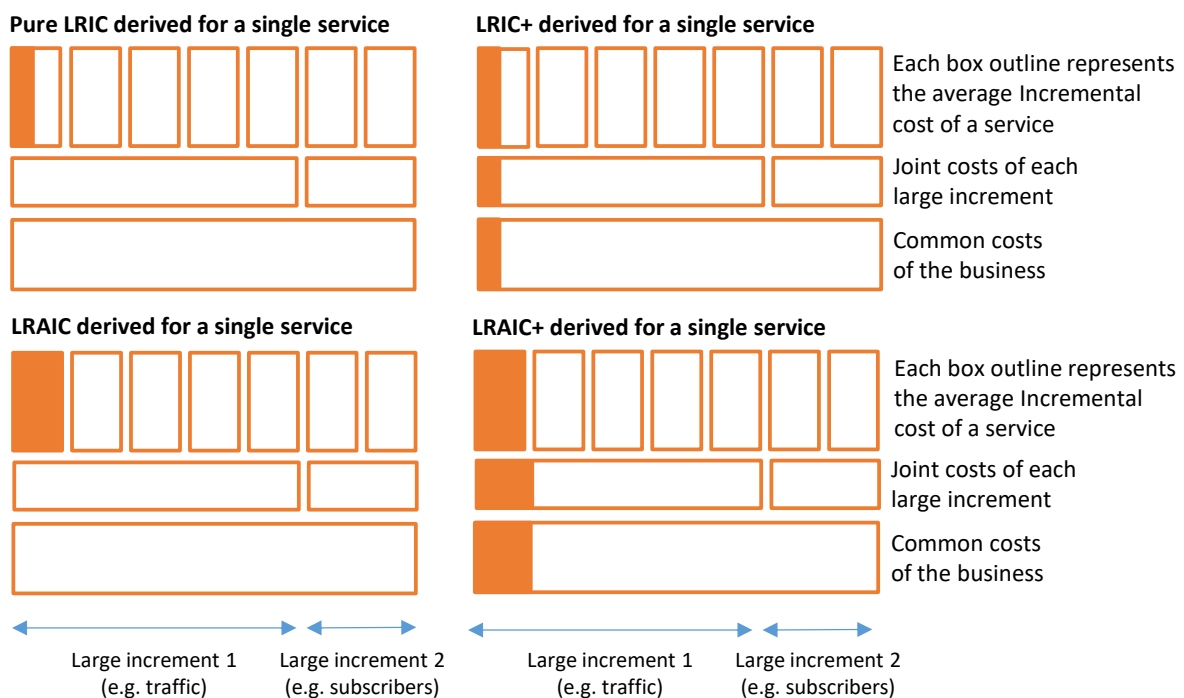 Pure LRIC derived for a single service
LRIC+ derived for a single service
Each box outline represents
the average Incremental
cost of a service
Joint costs of each
large increment
Common costs
of the business
LRAIC derived for a single service
LRAIC+ derived for a single service
Each box outline represents
the average Incremental
cost of a service
Joint costs of each
large increment
Common costs
of the business
Large increment 1
(e.g. traffic)
Large increment 2
(e.g. subscribers)
Large increment 1
(e.g. traffic)
Large increment 2
(e.g. subscribers)